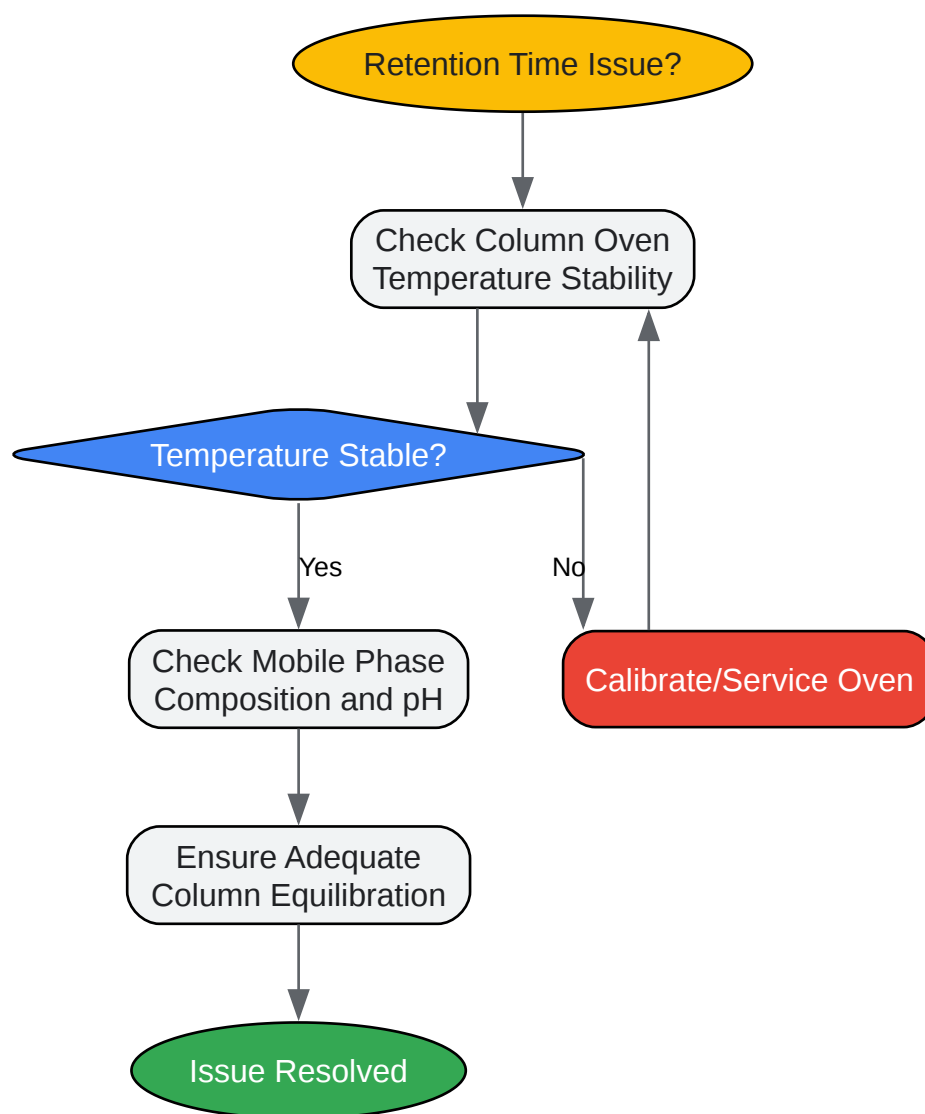 Retention Time Issue?
Check Column Oven
Temperature Stability
Temperature Stable?
Yes
No
Check Mobile Phase
Composition and pH
Calibrate/Service Oven
Ensure Adequate
Column Equilibration
Issue Resolved